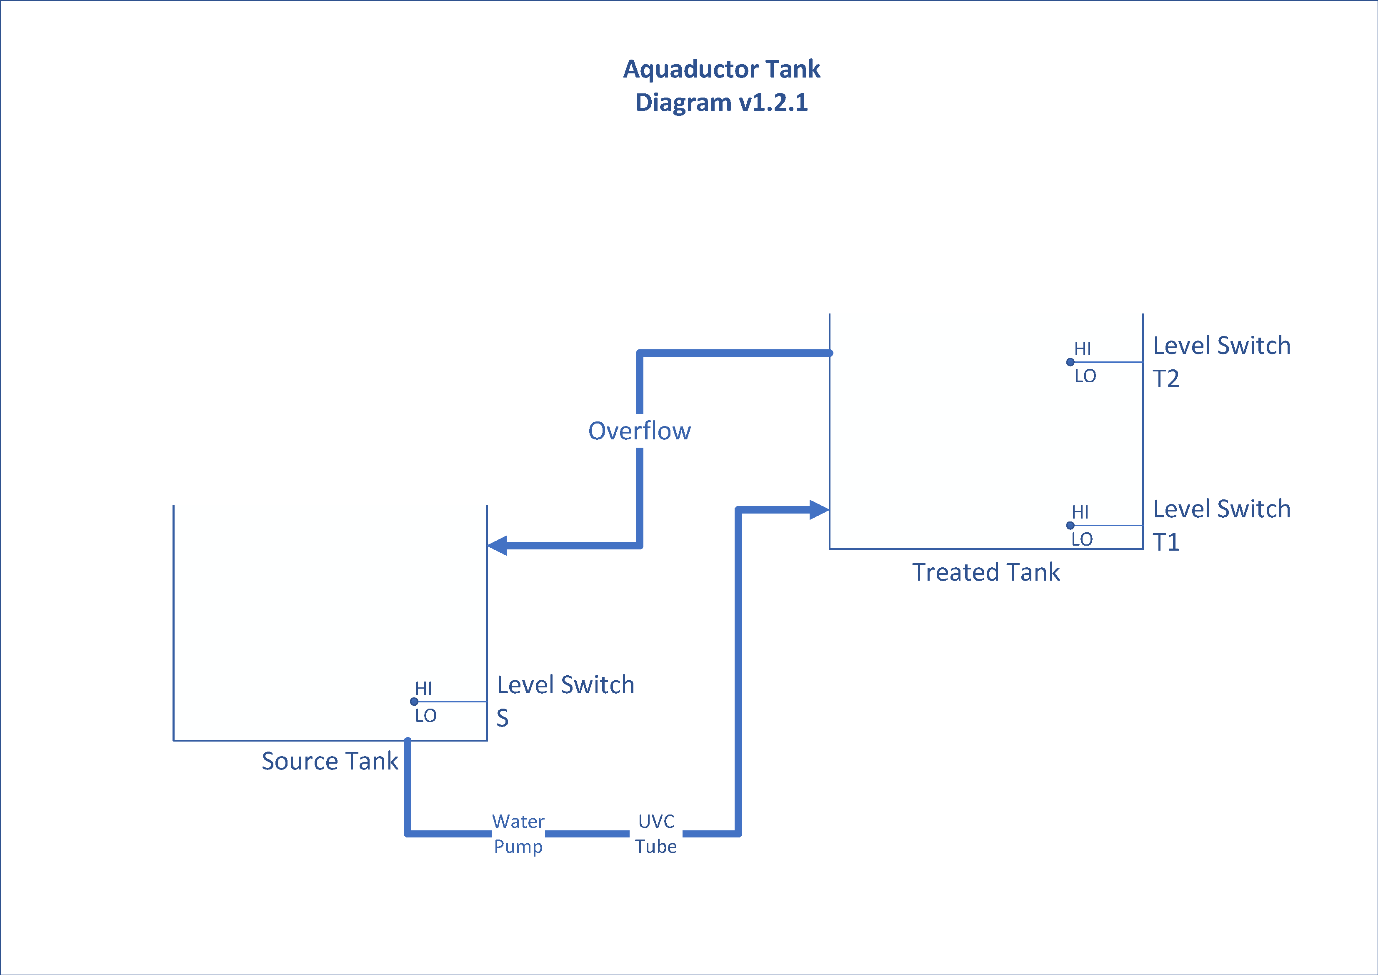 Aquaductor Tank
Diagram v1.2.1
HI
LO
Level Switch
T2
Overflow
HI
LO
Level Switch
T1
Treated Tank
HI
LO
Level Switch
S
Source Tank
Water
Pump
UVC
Tube